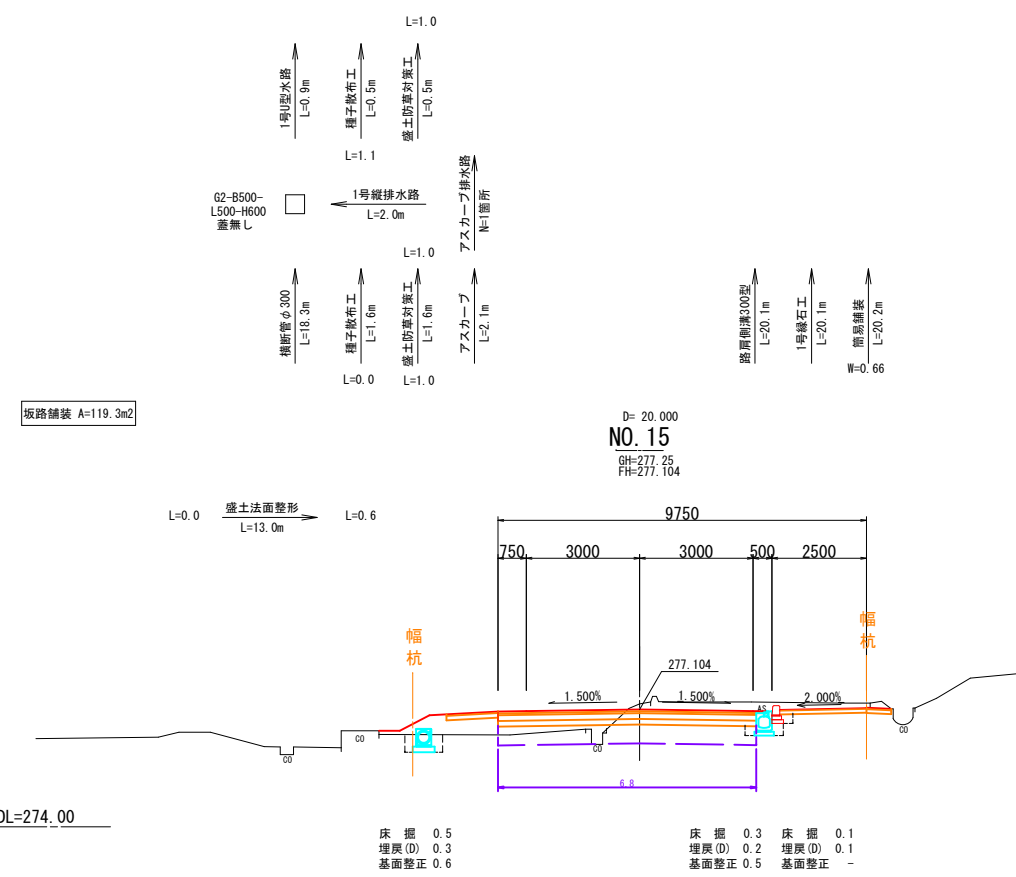 L=1.0
1号U型水路
L=0.9m
種子散布工
L=0.5m
盛土防草対策工
L=0.5m
L=1.1
G2-B500-
L500-H600
蓋無し
1号縦排水路
L=2.0m
アスカーブ排水路
N=1箇所
L=1.0
横断管φ300
L=18.3m
種子散布工
L=1.6m
盛土防草対策工
L=1.6m
アスカーブ
L=2.1m
路肩側溝300型
L=20.1m
1号縁石工
L=20.1m
簡易舗装
L=20.2m
L=0.0
L=1.0
W=0.66
坂路舗装 A=119.3m2
D= 20.000
NO.15
GH=277.25
FH=277.104
L=0.0
盛土法面整形
L=13.0m
L=0.6
9750
750
3000
3000
500
2500
幅杭
幅杭
277.104
1.500%
1.500%
2.000%
AS
CO
CO
CO
CO
6.8
DL=274.00
床 掘 0.5
埋戻(D) 0.3
基面整正 0.6
床 掘 0.3
埋戻(D) 0.2
基面整正 0.5
床 掘 0.1
埋戻(D) 0.1
基面整正 -